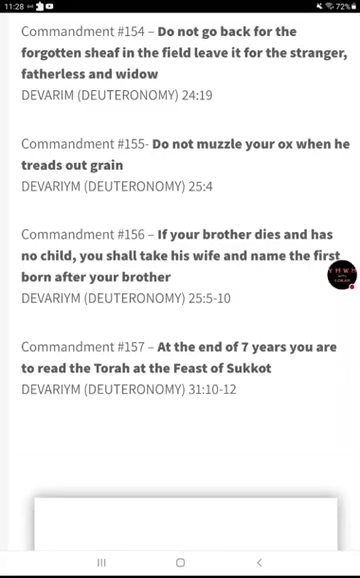 11:28
72%
Commandment #154 – Do not go back for the
forgotten sheaf in the field leave it for the stranger,
fatherless and widow
DEVARIM (DEUTERONOMY) 24:19
Commandment #155- Do not muzzle your ox when he
treads out grain
DEVARIYM (DEUTERONOMY) 25:4
Commandment #156 – If your brother dies and has
no child, you shall take his wife and name the first
born after your brother
DEVARIYM (DEUTERONOMY) 25:5-10
Commandment #157 – At the end of 7 years you are
to read the Torah at the Feast of Sukkot
DEVARIYM (DEUTERONOMY) 31:10-12